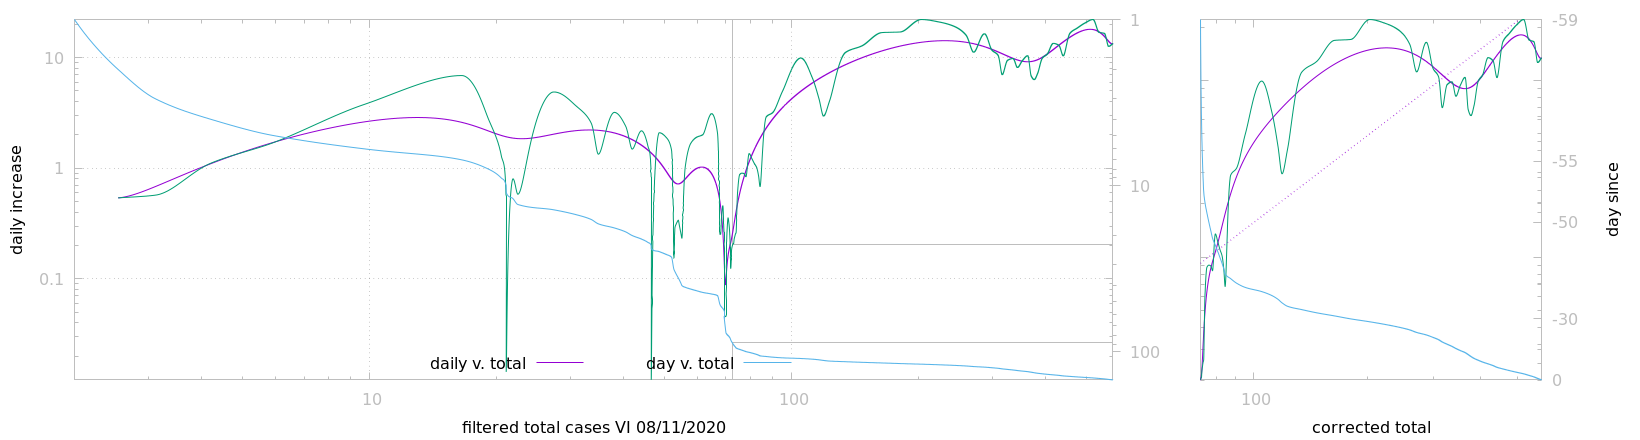 daily increase
10
1
0.1
10
100
filtered total cases VI 08/11/2020
daily v. total
day v. total
1
10
100
100
corrected total
-59
-55
-50
-30
0
day since